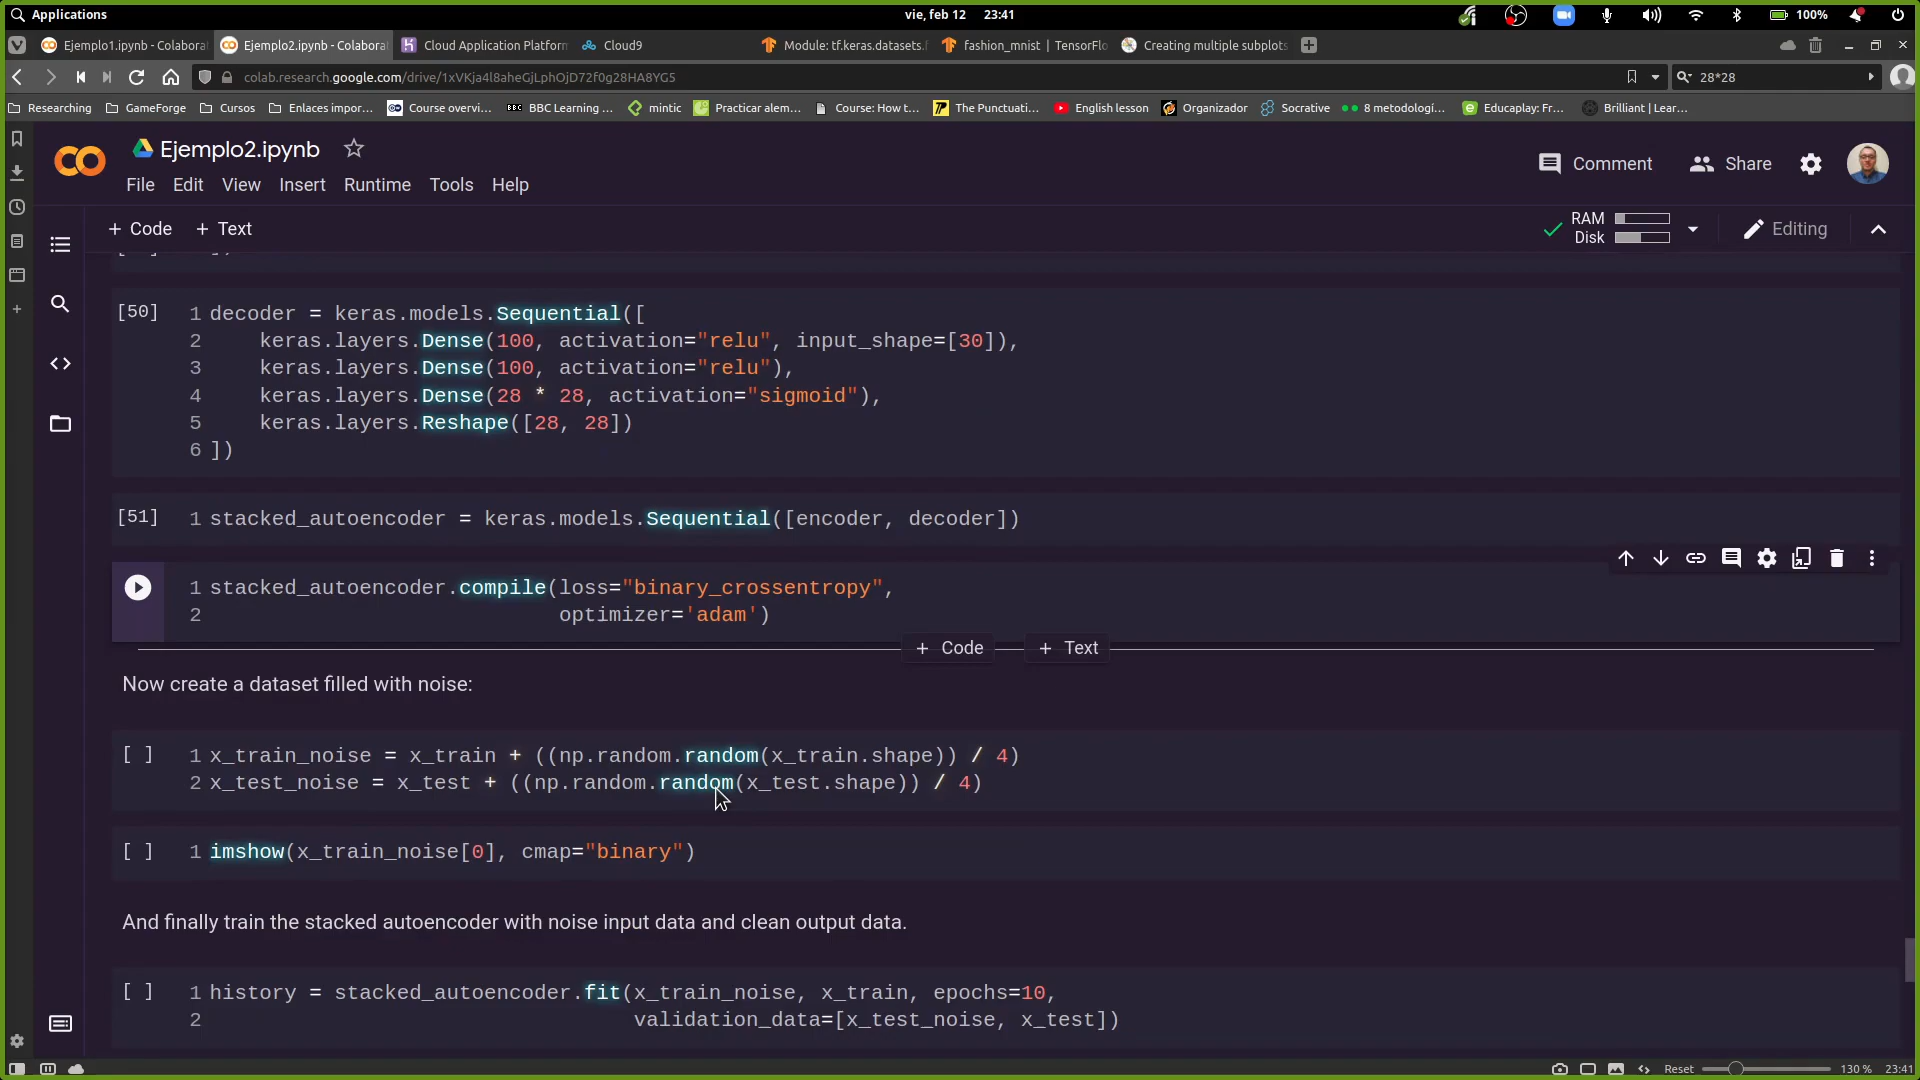 Applications
vie, feb 12 23:41
100%
Ejemplo1.ipynb - Colabora
Ejemplo2.ipynb - Colabora
Cloud Application Platform
Cloud9
Module: tf.keras.datasets.f
fashion_mnist | TensorFlo
Creating multiple subplots
colab.research.google.com/drive/1xVKja4l8aheGjLphOjD72f0g28HA8YG5
28*28
Researching
GameForge
Cursos
Enlaces impor...
Course overvi...
BBC BBC Learning ...
mintic
Practicar alem...
Course: How t...
The Punctuati...
English lesson
Organizador
Socrative
8 metodologí...
Educaplay: Fr...
Brilliant | Lear...
Ejemplo2.ipynb
Comment
Share
File Edit View Insert Runtime Tools Help
+ Code + Text
RAM
Disk
Editing
[50]
1 decoder = keras.models.Sequential([
2 keras.layers.Dense(100, activation="relu", input_shape=[30]),
3 keras.layers.Dense(100, activation="relu"),
4 keras.layers.Dense(28 * 28, activation="sigmoid"),
5 keras.layers.Reshape([28, 28])
6 ])
[51] 1 stacked_autoencoder = keras.models.Sequential([encoder, decoder])
1 stacked_autoencoder.compile(loss="binary_crossentropy",
2 optimizer='adam')
+ Code + Text
Now create a dataset filled with noise:
[ ] 1 x_train_noise = x_train + ((np.random.random(x_train.shape)) / 4)
2 x_test_noise = x_test + ((np.random.random(x_test.shape)) / 4)
[ ] 1 imshow(x_train_noise[0], cmap="binary")
And finally train the stacked autoencoder with noise input data and clean output data.
[ ] 1 history = stacked_autoencoder.fit(x_train_noise, x_train, epochs=10,
2 validation_data=[x_test_noise, x_test])
Reset
130 %
23:41